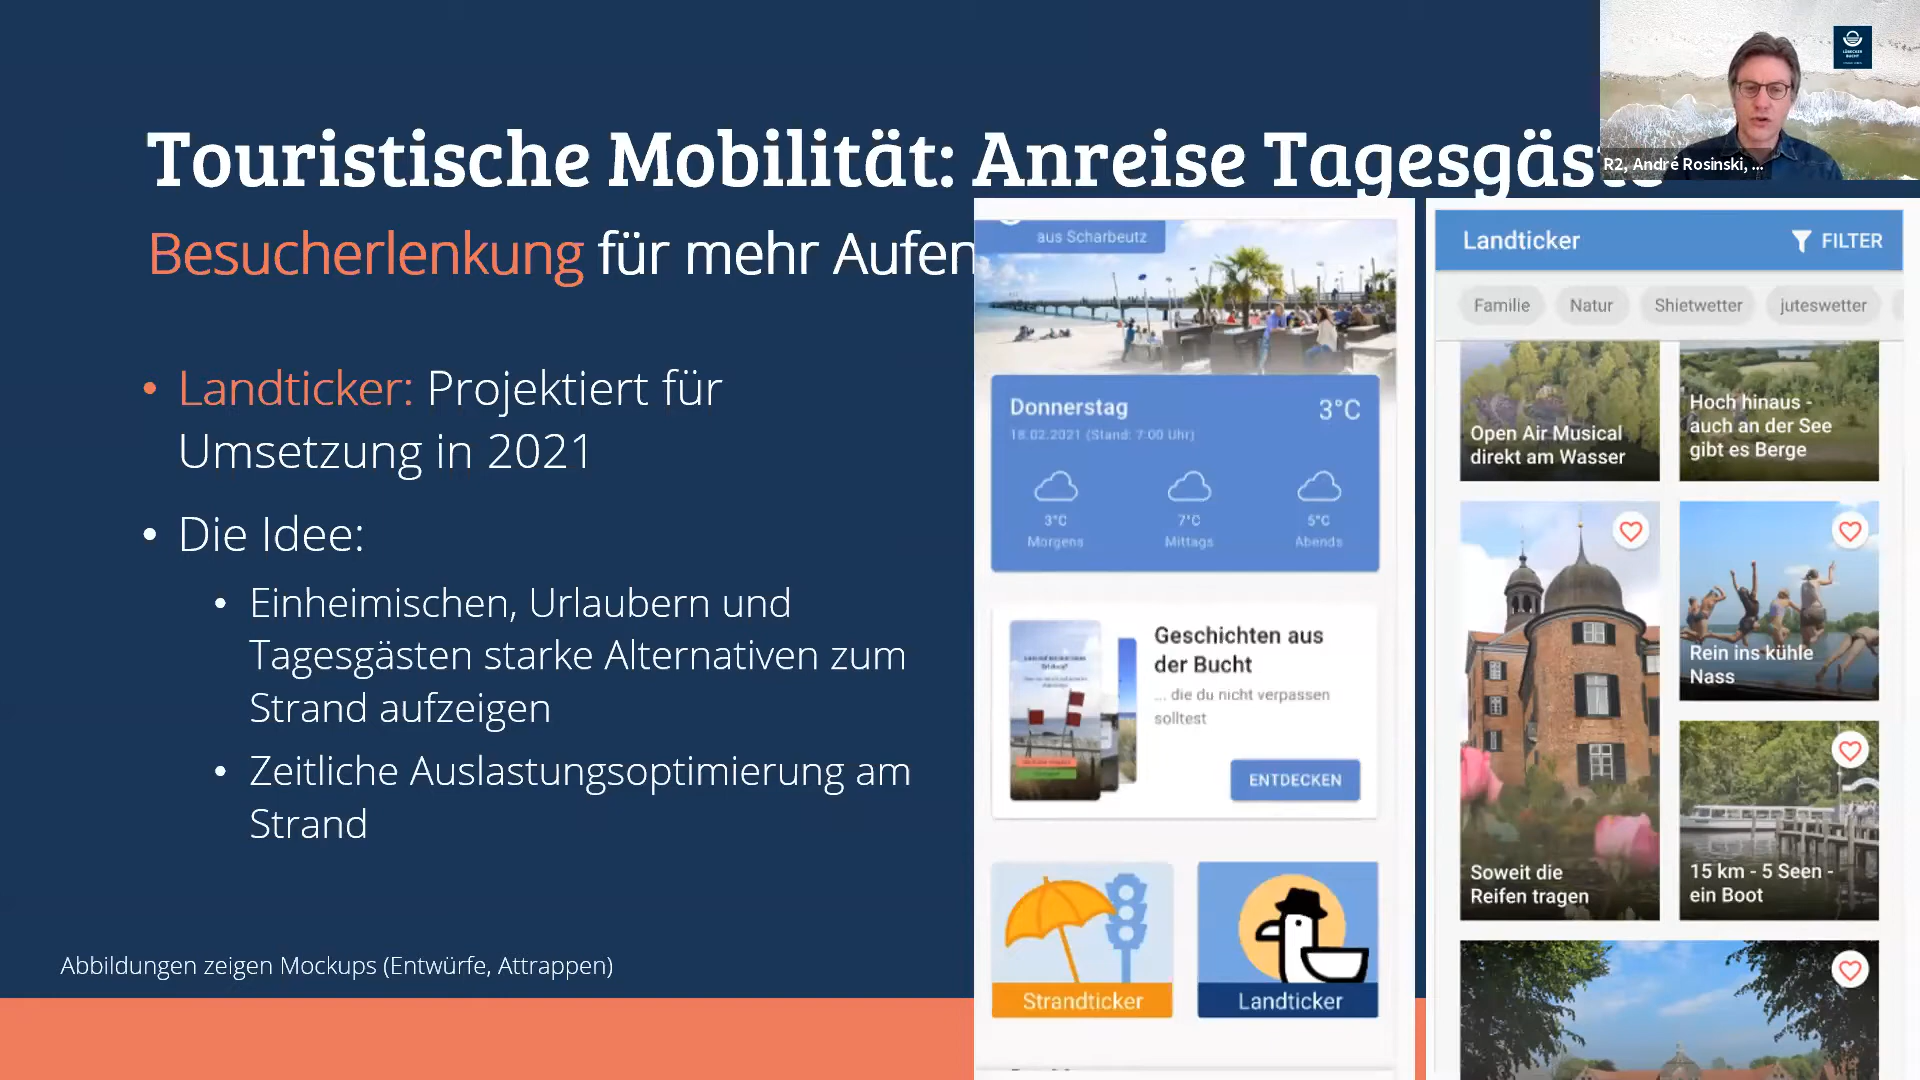 Touristische Mobilität: Anreise Tagesgäste
Besucherlenkung für mehr Aufen
• Landticker: Projektiert für
Umsetzung in 2021
• Die Idee:
• Einheimischen, Urlaubern und
Tagesgästen starke Alternativen zum
Strand aufzeigen
• Zeitliche Auslastungsoptimierung am
Strand
Abbildungen zeigen Mockups (Entwürfe, Attrappen)
aus Scharbeutz
Donnerstag
3°C
18.02.2021 (Stand: 7:00 Uhr)
3°C 7°C 5°C
Morgens Mittags Abends
Geschichten aus
der Bucht
... die du nicht verpassen
solltest
ENTDECKEN
Strandticker
Landticker
Landticker
FILTER
Familie Natur Shietwetter juteswetter
Open Air Musical
direkt am Wasser
Hoch hinaus -
auch an der See
gibt es Berge
Soweit die
Reifen tragen
Rein ins kühle
Nass
15 km - 5 Seen -
ein Boot
R2, André Rosinski, ...
LÜBECKER
BUCHT